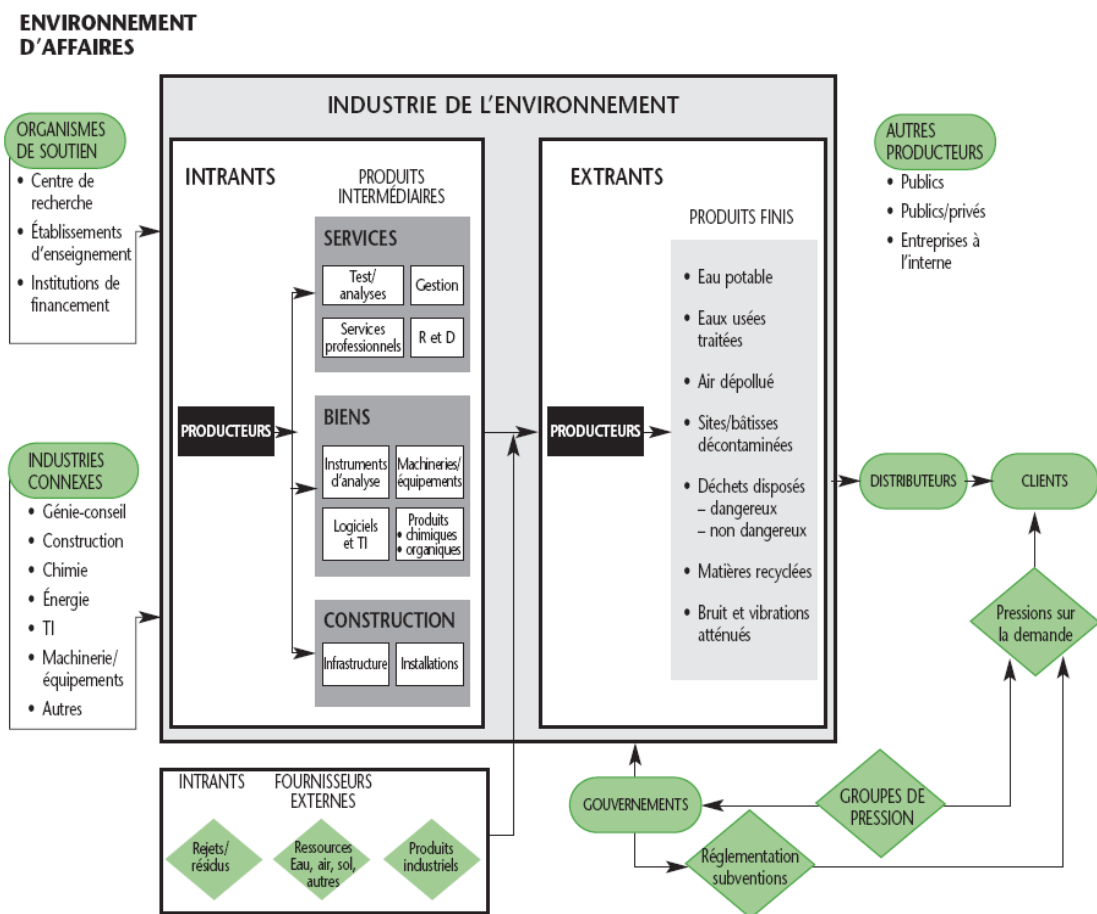 ENVIRONNEMENT
D'AFFAIRES
INDUSTRIE DE L'ENVIRONNEMENT
ORGANISMES
DE SOUTIEN
• Centre de
recherche
• Établissements
d'enseignement
• Institutions de
financement
INDUSTRIES
CONNEXES
• Génie-conseil
• Construction
• Chimie
• Énergie
• TI
• Machinerie/
équipements
• Autres
INTRANTS
PRODUITS
INTERMÉDIAIRES
PRODUCTEURS
SERVICES
Test/
analyses
Gestion
Services
professionnels
R et D
BIENS
Instruments
d'analyse
Machineries/
équipements
Logiciels
et TI
Produits
• chimiques
• organiques
CONSTRUCTION
Infrastructure
Installations
EXTRANTS
PRODUITS FINIS
PRODUCTEURS
• Eau potable
• Eaux usées
traitées
• Air dépollué
• Sites/bâtisses
décontaminées
• Déchets disposés
– dangereux
– non dangereux
• Matières recyclées
• Bruit et vibrations
atténués
AUTRES
PRODUCTEURS
• Publics
• Publics/privés
• Entreprises à
l'interne
DISTRIBUTEURS
CLIENTS
Pressions sur
la demande
INTRANTS
FOURNISSEURS
EXTERNES
Rejets/
résidus
Ressources
Eau, air, sol,
autres
Produits
industriels
GOUVERNEMENTS
GROUPES DE
PRESSION
Réglementation
subventions